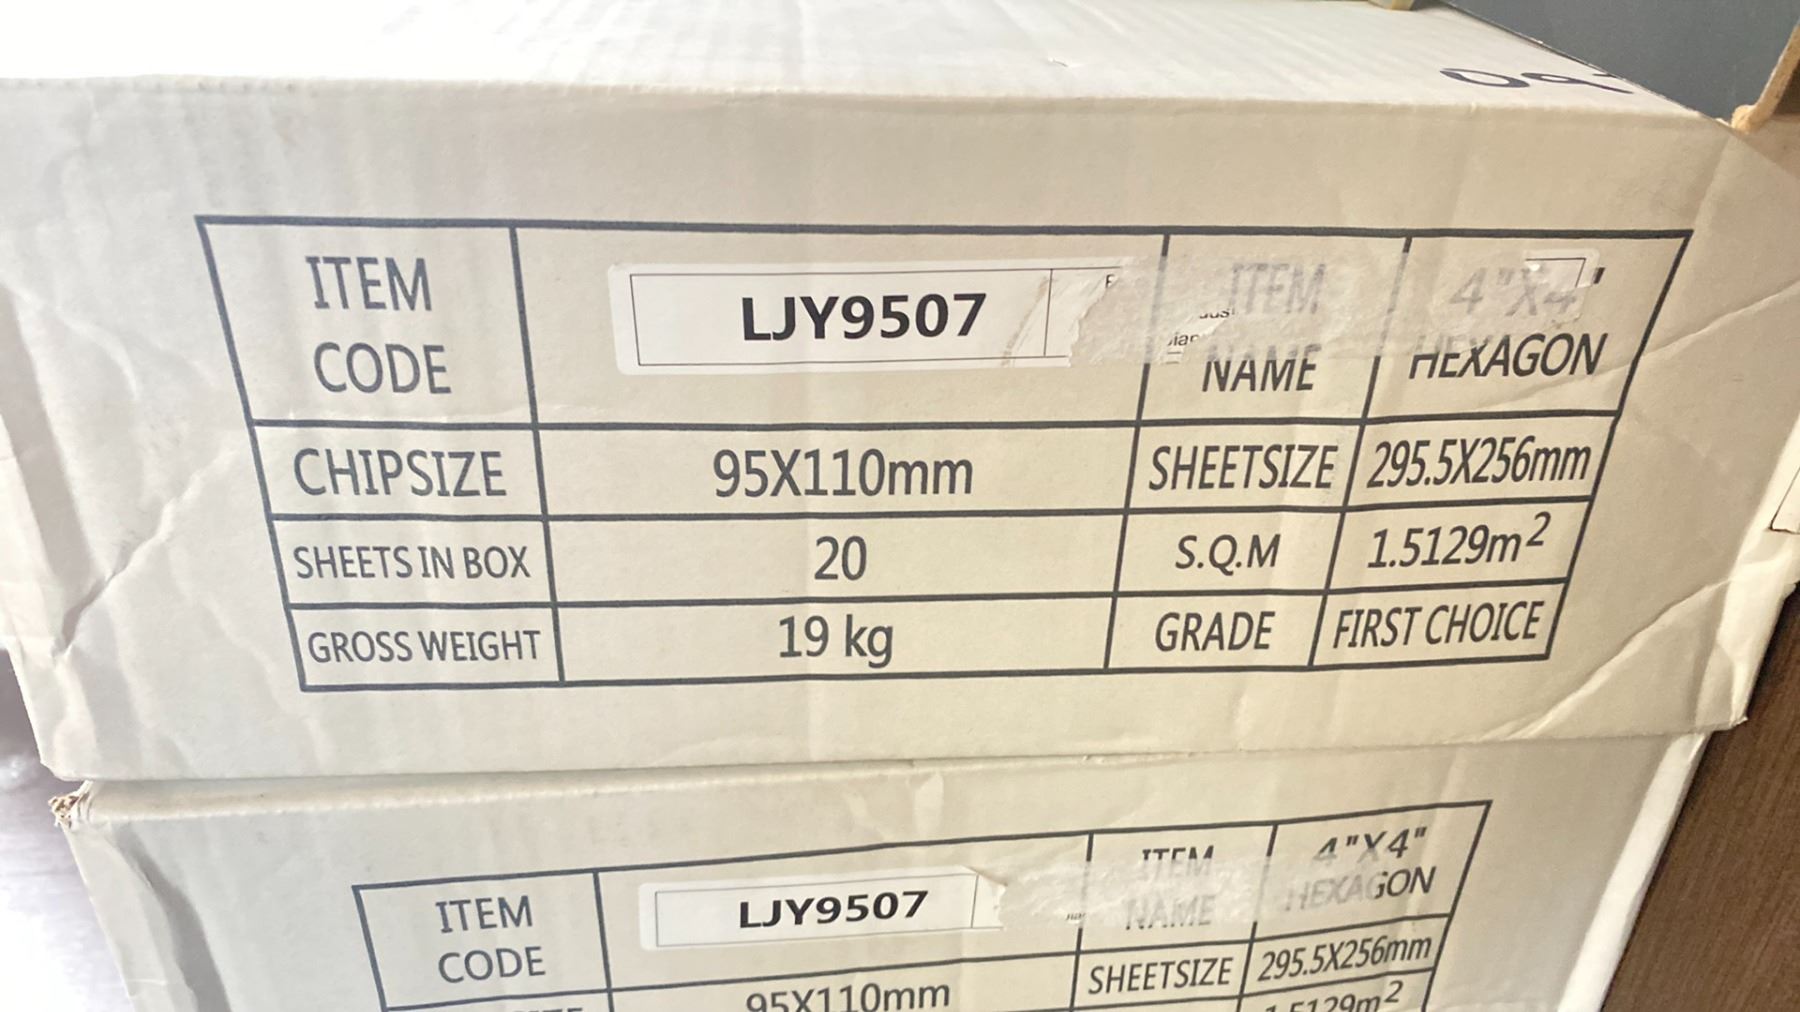 ITEM CODE LJY9507 ITEM NAME 4"X4" HEXAGON
CHIPSIZE 95X110mm SHEETSIZE 295.5X256mm
SHEETS IN BOX 20 S.Q.M 1.5129m²
GROSS WEIGHT 19 kg GRADE FIRST CHOICE
ITEM CODE LJY9507 ITEM NAME 4"X4" HEXAGON
95X110mm SHEETSIZE 295.5X256mm